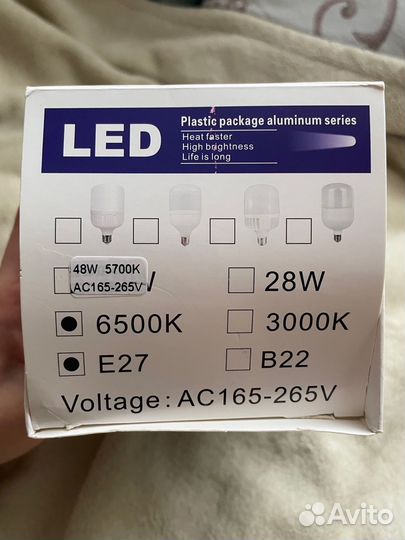 LED
Plastic package aluminum series
Heat faster
High brightness
Life is long
48W 5700K
AC165-265V
28W
6500K
3000K
E27
B22
Voltage: AC165-265V
Avito